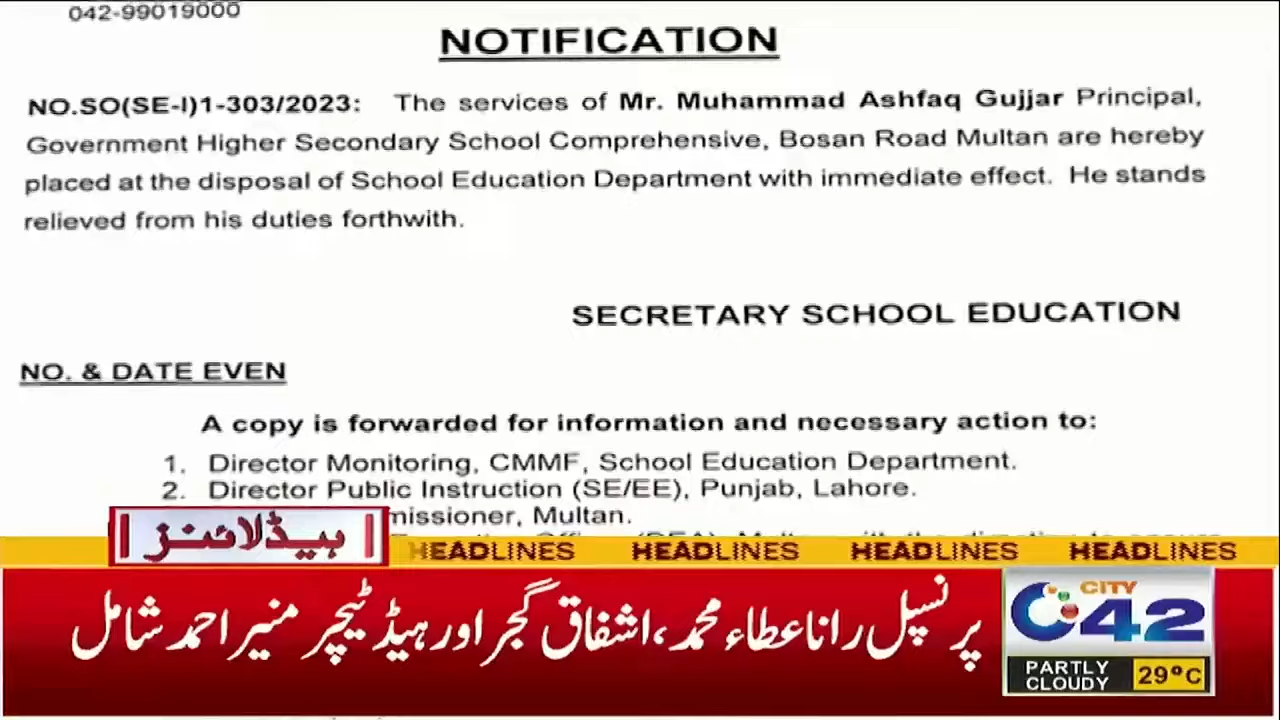 042-99019000
NOTIFICATION
NO.SO(SE-I)1-303/2023: The services of Mr. Muhammad Ashfaq Gujjar Principal,
Government Higher Secondary School Comprehensive, Bosan Road Multan are hereby
placed at the disposal of School Education Department with immediate effect. He stands
relieved from his duties forthwith.
SECRETARY SCHOOL EDUCATION
NO. & DATE EVEN
A copy is forwarded for information and necessary action to:
1. Director Monitoring, CMMF, School Education Department.
2. Director Public Instruction (SE/EE), Punjab, Lahore.
missioner, Multan.
ہیڈلائنز
HEADLINES HEADLINES HEADLINES HEADLINES
پرنسپل رانا عطاء محمد، اشفاق گجر اور ہیڈ ٹیچر منیر احمد شامل
CITY
42
PARTLY
CLOUDY
29°C